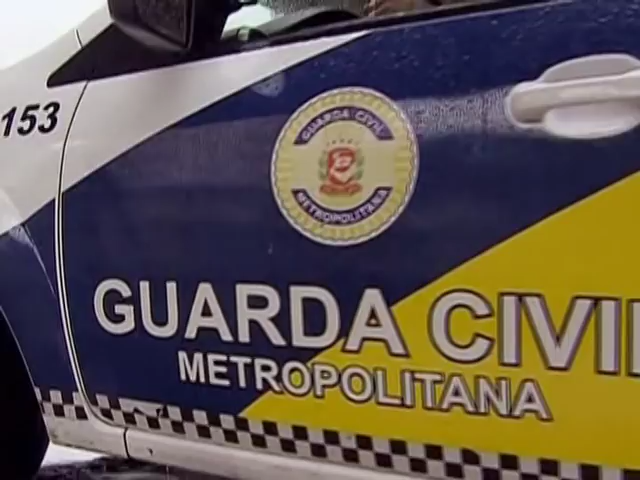 153
GUARDA CIVIL
METROPOLITANA
GUARDA CIVIL
METROPOLITANA